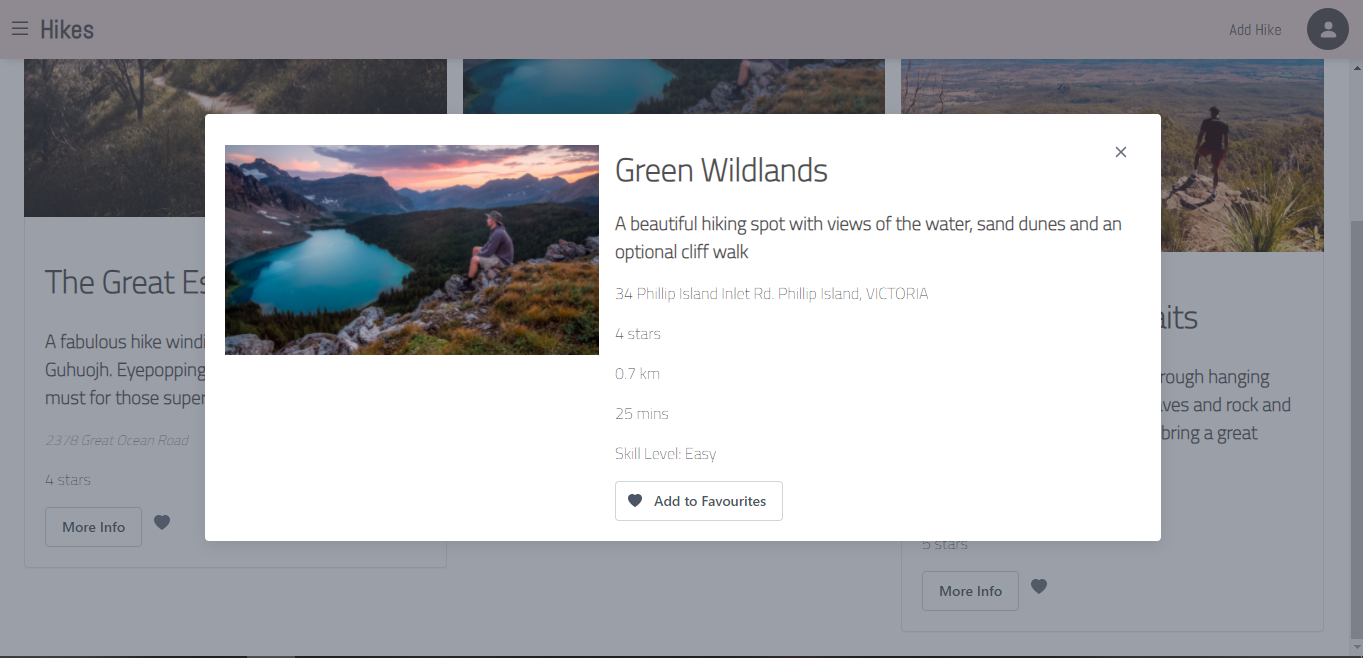 Hikes
Add Hike
Green Wildlands
A beautiful hiking spot with views of the water, sand dunes and an
optional cliff walk
34 Phillip Island Inlet Rd. Phillip Island, VICTORIA
4 stars
0.7 km
25 mins
Skill Level: Easy
Add to Favourites
The Great Es
A fabulous hike windi
Guhuojh. Eyepopping
must for those super
2378 Great Ocean Road
4 stars
More Info
aits
rough hanging
aves and rock and
bring a great
5 stars
More Info